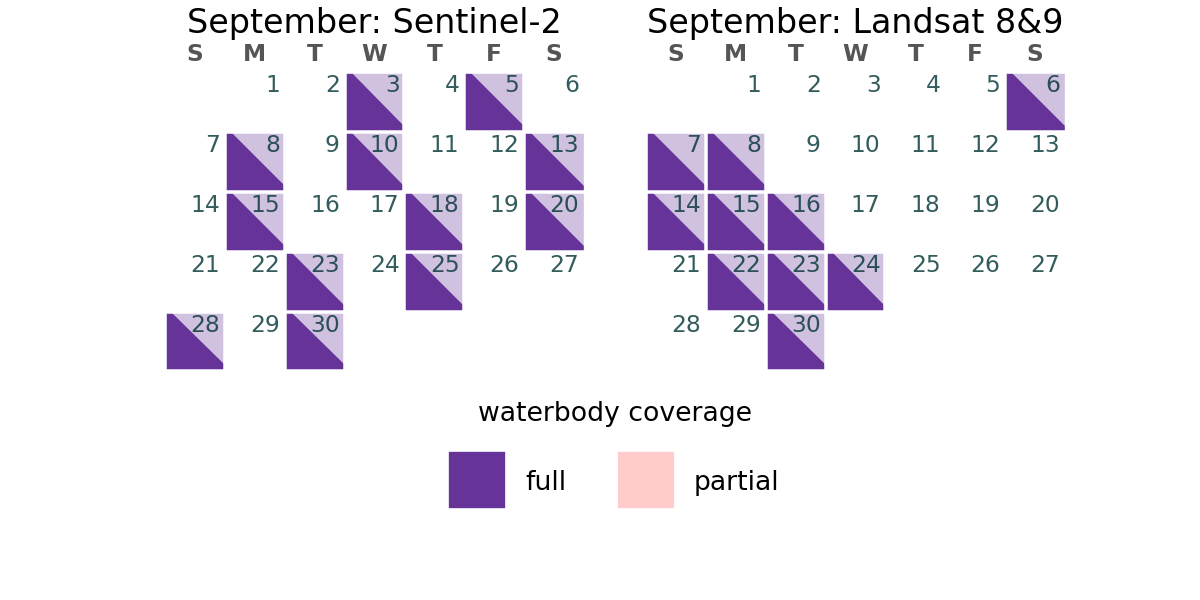 September: Sentinel-2
S M T W T F S
1 2 3 4 5 6
7 8 9 10 11 12 13
14 15 16 17 18 19 20
21 22 23 24 25 26 27
28 29 30
September: Landsat 8&9
S M T W T F S
1 2 3 4 5 6
7 8 9 10 11 12 13
14 15 16 17 18 19 20
21 22 23 24 25 26 27
28 29 30
waterbody coverage
full partial